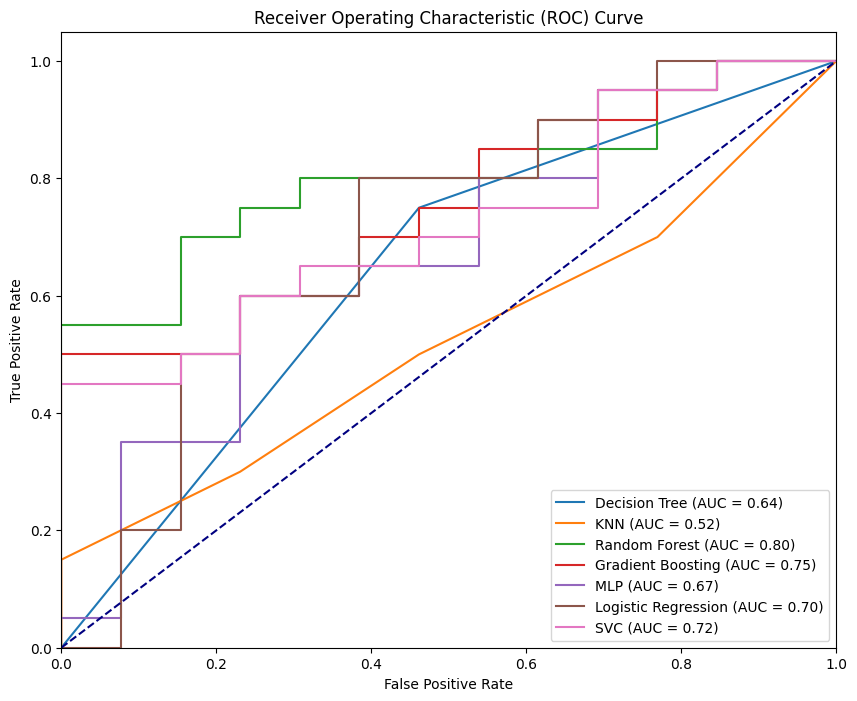 Receiver Operating Characteristic (ROC) Curve
True Positive Rate
1.0
0.8
0.6
0.4
0.2
0.0
Decision Tree (AUC = 0.64)
KNN (AUC = 0.52)
Random Forest (AUC = 0.80)
Gradient Boosting (AUC = 0.75)
MLP (AUC = 0.67)
Logistic Regression (AUC = 0.70)
SVC (AUC = 0.72)
0.0 0.2 0.4 0.6 0.8 1.0
False Positive Rate